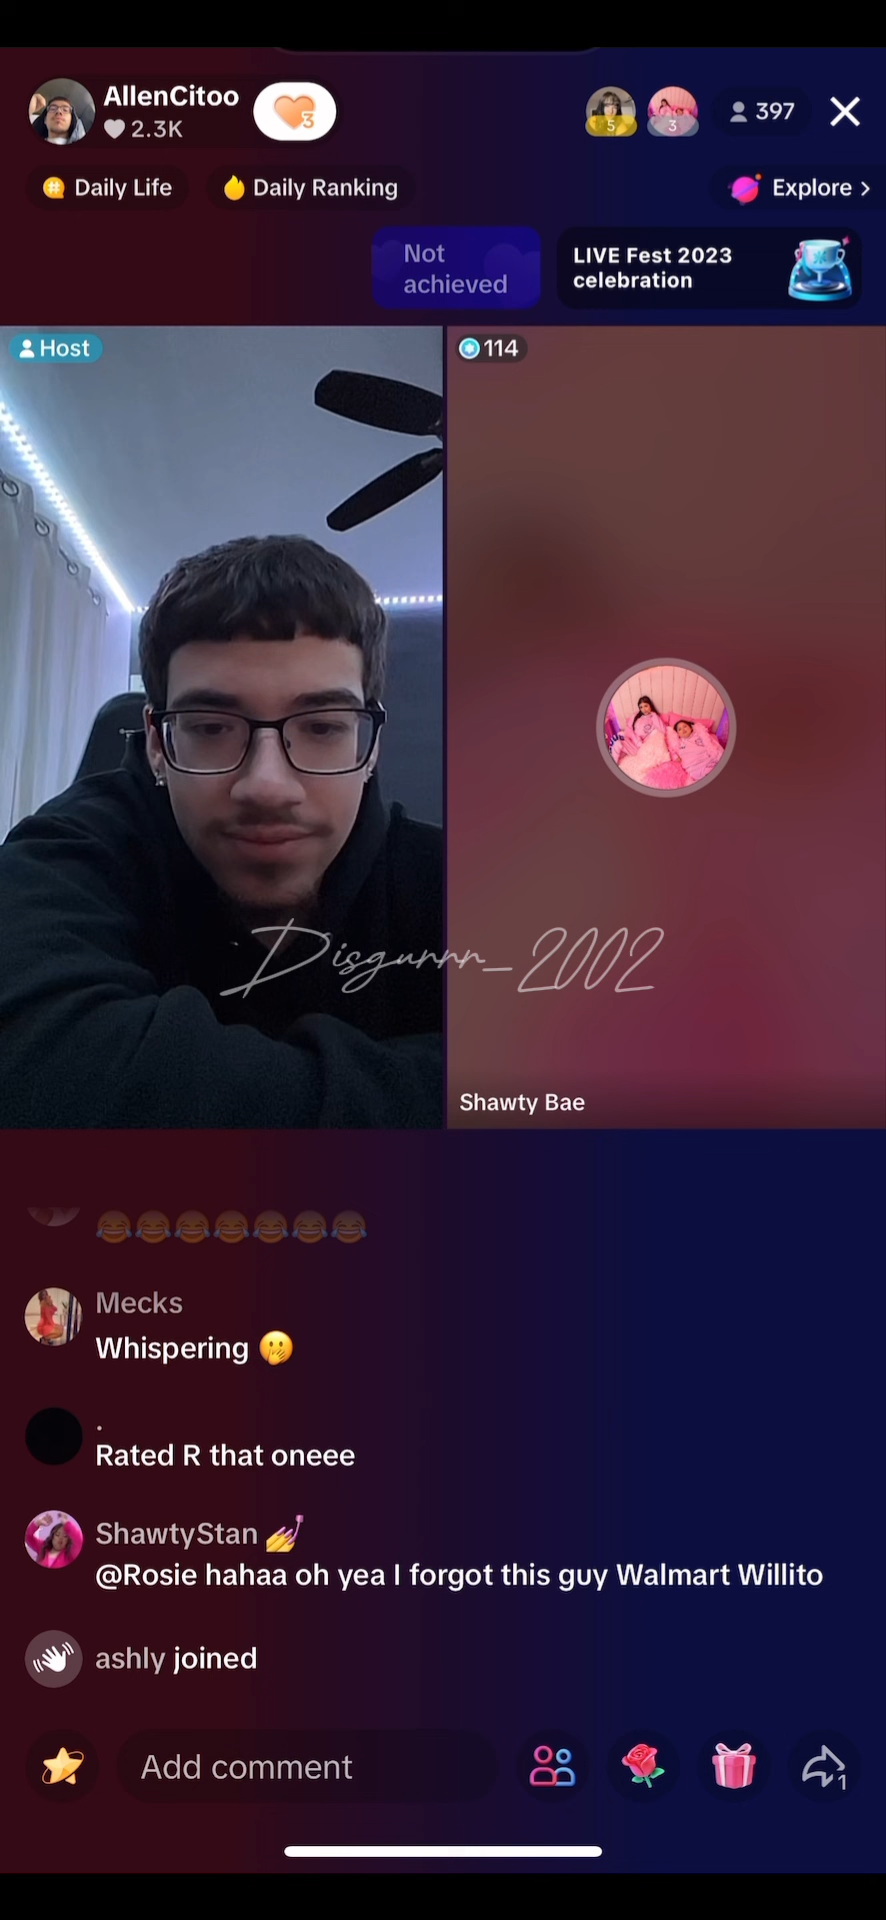 AllenCitoo
2.3K
3
5
3
397
Daily Life
Daily Ranking
Explore >
Not
achieved
LIVE Fest 2023
celebration
Host
114
Disgurrr_2002
Shawty Bae
😂😂😂😂😂😂😂
Mecks
Whispering 🤭
.
Rated R that oneee
ShawtyStan 💅
@Rosie hahaa oh yea I forgot this guy Walmart Willito
ashly joined
Add comment
1